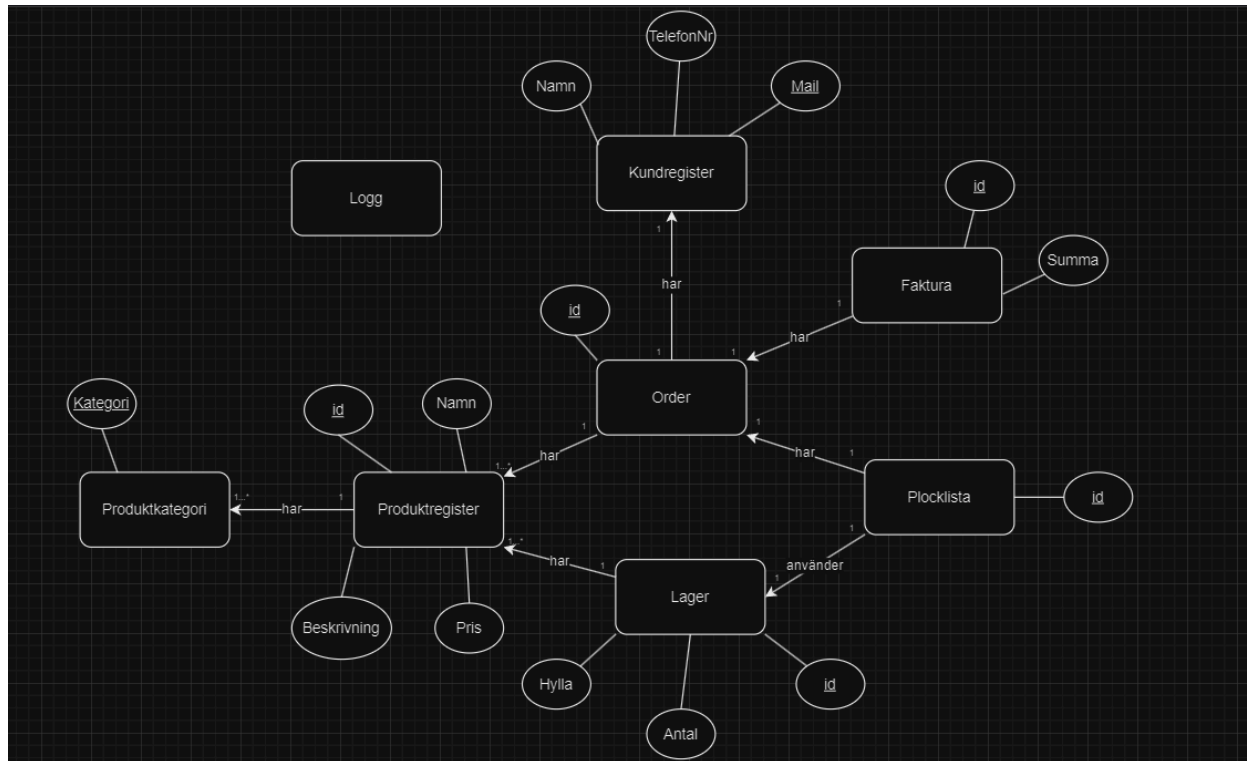 TelefonNr
Namn
Mail
Kundregister
Logg
id
1
Faktura
Summa
har
1
id
har
1
1
1
Order
Kategori
id
Namn
1
1
har
1...*
har
1
Produktkategori
1...*
har
1
Produktregister
Plocklista
id
1...*
har
1
1
använder
1
Lager
Beskrivning
Pris
Hylla
id
Antal